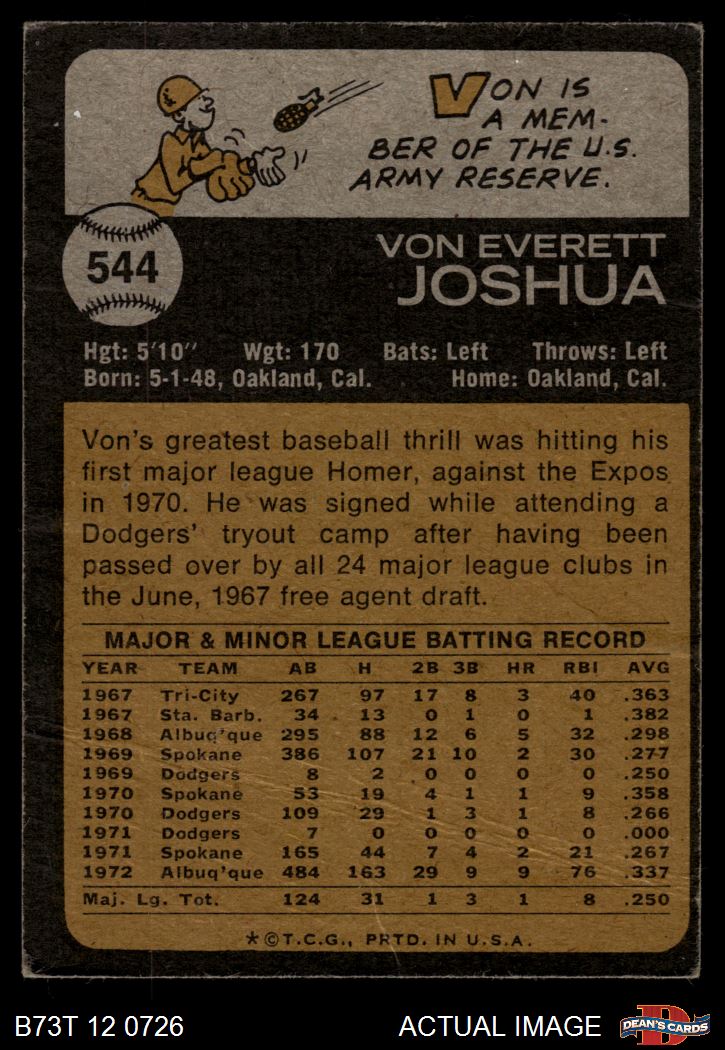 VON IS
A MEM-
BER OF THE U.S.
ARMY RESERVE.
544
VON EVERETT
JOSHUA
Hgt: 5'10" Wgt: 170 Bats: Left Throws: Left
Born: 5-1-48, Oakland, Cal. Home: Oakland, Cal.
Von's greatest baseball thrill was hitting his
first major league Homer, against the Expos
in 1970. He was signed while attending a
Dodgers' tryout camp after having been
passed over by all 24 major league clubs in
the June, 1967 free agent draft.
MAJOR & MINOR LEAGUE BATTING RECORD
YEAR TEAM AB H 2B 3B HR RBI AVG
1967 Tri-City 267 97 17 8 3 40 .363
1967 Sta. Barb. 34 13 0 1 0 1 .382
1968 Albuq'que 295 88 12 6 5 32 .298
1969 Spokane 386 107 21 10 2 30 .277
1969 Dodgers 8 2 0 0 0 0 .250
1970 Spokane 53 19 4 1 1 9 .358
1970 Dodgers 109 29 1 3 1 8 .266
1971 Dodgers 7 0 0 0 0 0 .000
1971 Spokane 165 44 7 4 2 21 .267
1972 Albuq'que 484 163 29 9 9 76 .337
Maj. Lg. Tot. 124 31 1 3 1 8 .250
*©T.C.G., PRTD. IN U.S.A.
B73T 12 0726 ACTUAL IMAGE DEAN'S CARDS